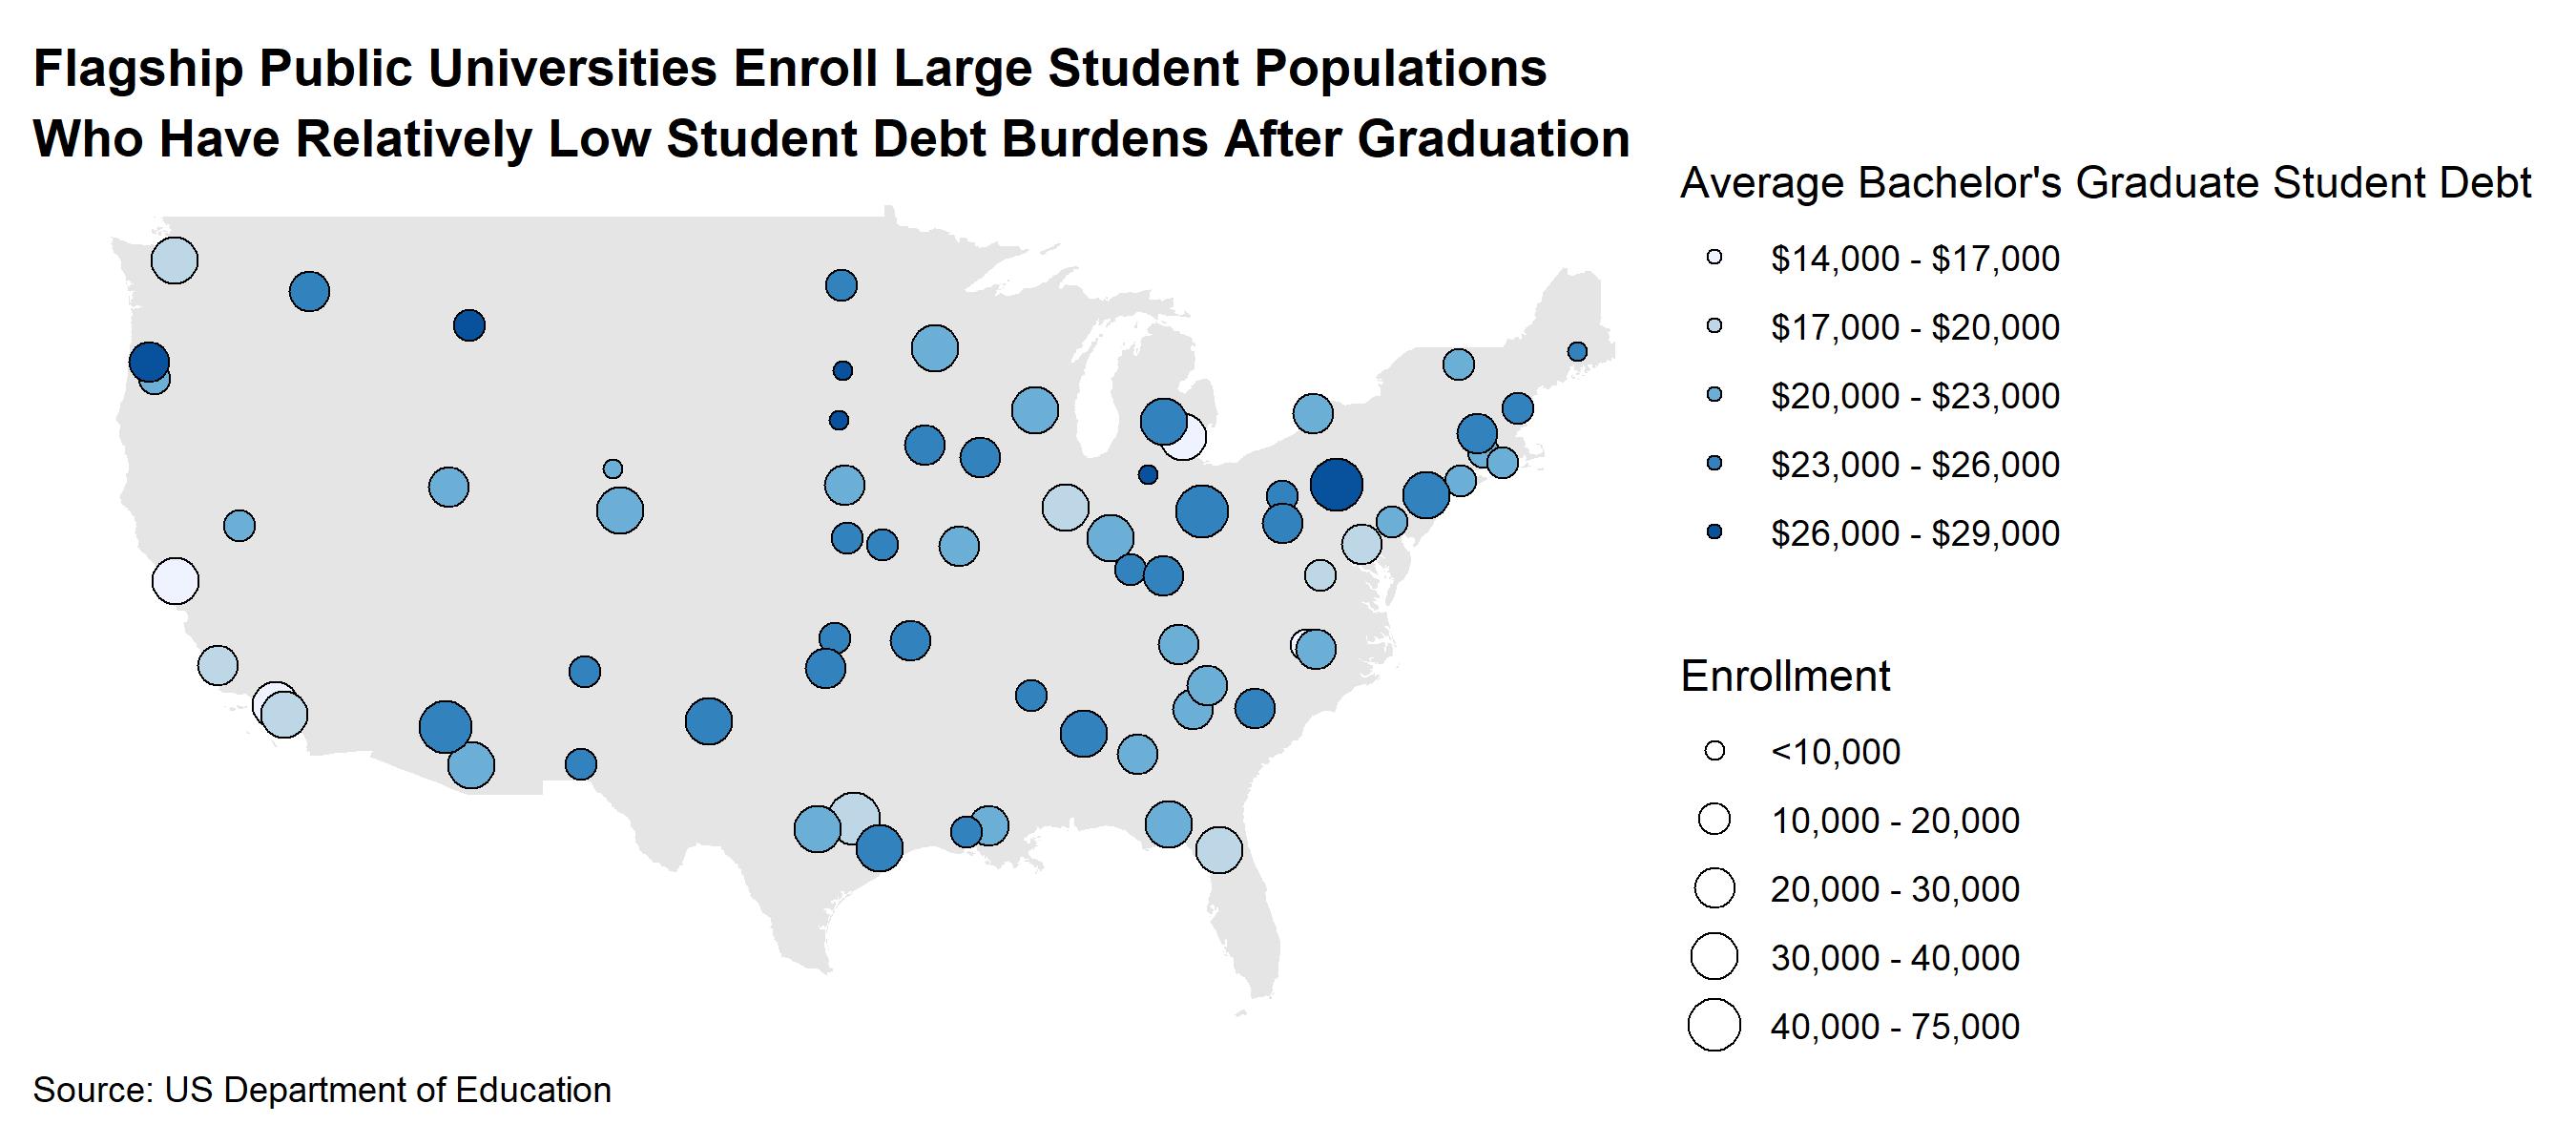 Flagship Public Universities Enroll Large Student Populations
Who Have Relatively Low Student Debt Burdens After Graduation
Average Bachelor's Graduate Student Debt
$14,000 - $17,000
$17,000 - $20,000
$20,000 - $23,000
$23,000 - $26,000
$26,000 - $29,000
Enrollment
<10,000
10,000 - 20,000
20,000 - 30,000
30,000 - 40,000
40,000 - 75,000
Source: US Department of Education